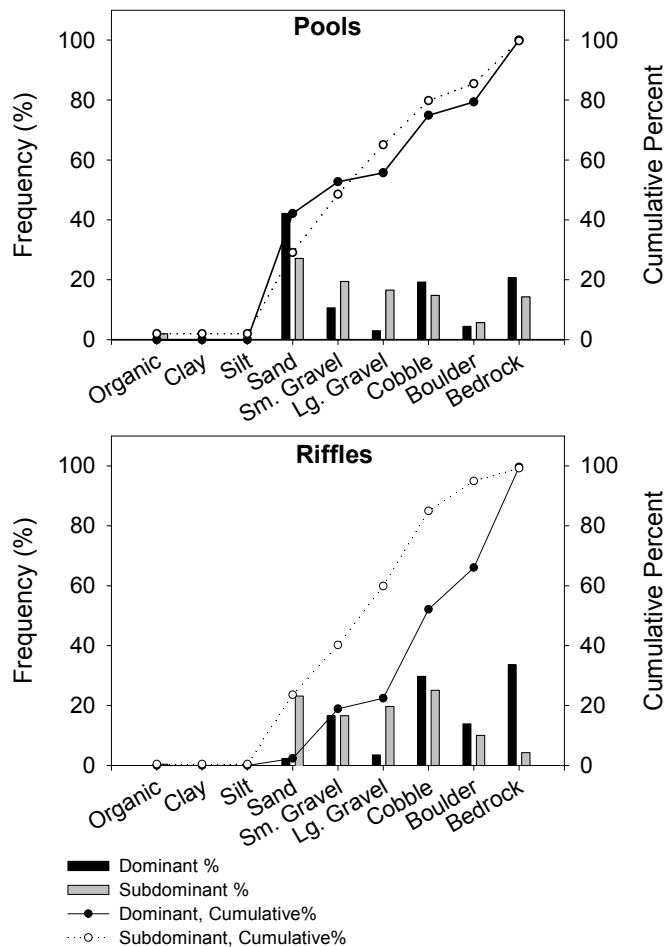 Pools
Frequency (%)
Cumulative Percent
100 100
80 80
60 60
40 40
20 20
0 0
Organic Clay Silt Sand Sm. Gravel Lg. Gravel Cobble Boulder Bedrock
Riffles
Frequency (%)
Cumulative Percent
100 100
80 80
60 60
40 40
20 20
0 0
Organic Clay Silt Sand Sm. Gravel Lg. Gravel Cobble Boulder Bedrock
Dominant %
Subdominant %
Dominant, Cumulative%
Subdominant, Cumulative%